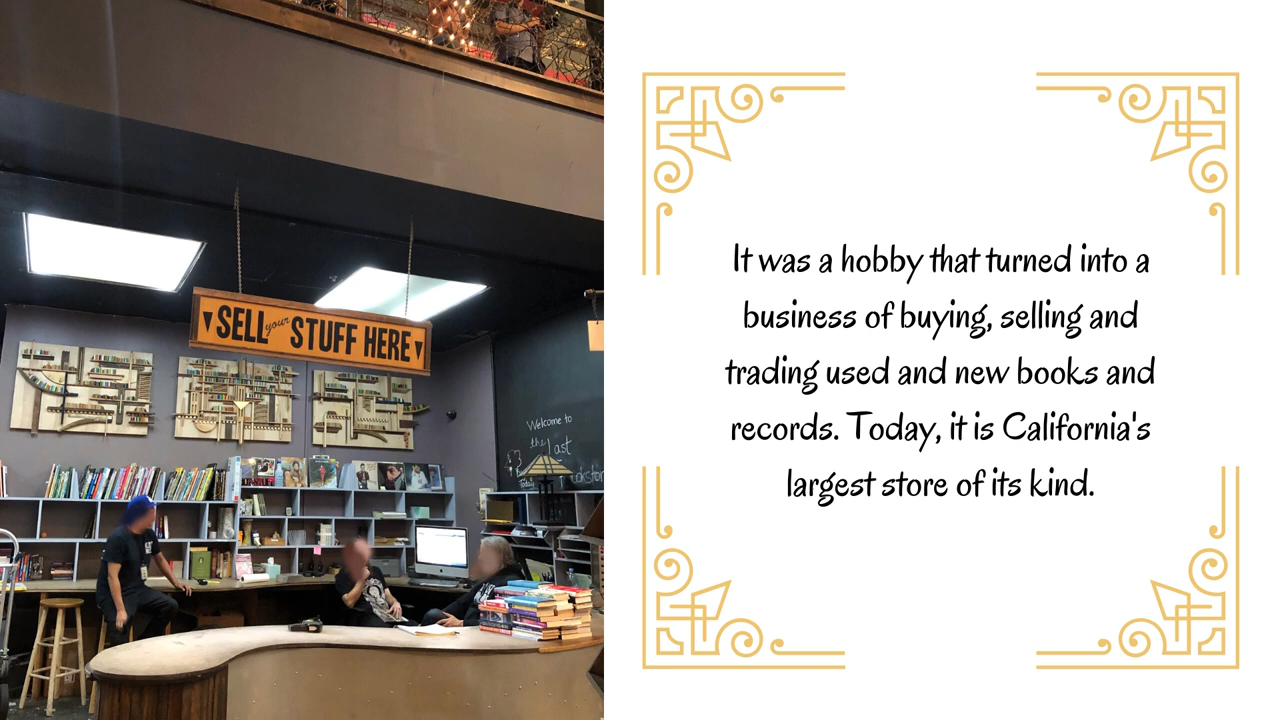 SELL your STUFF HERE
Welcome to
the Last
Today
It was a hobby that turned into a
business of buying, selling and
trading used and new books and
records. Today, it is California's
largest store of its kind.